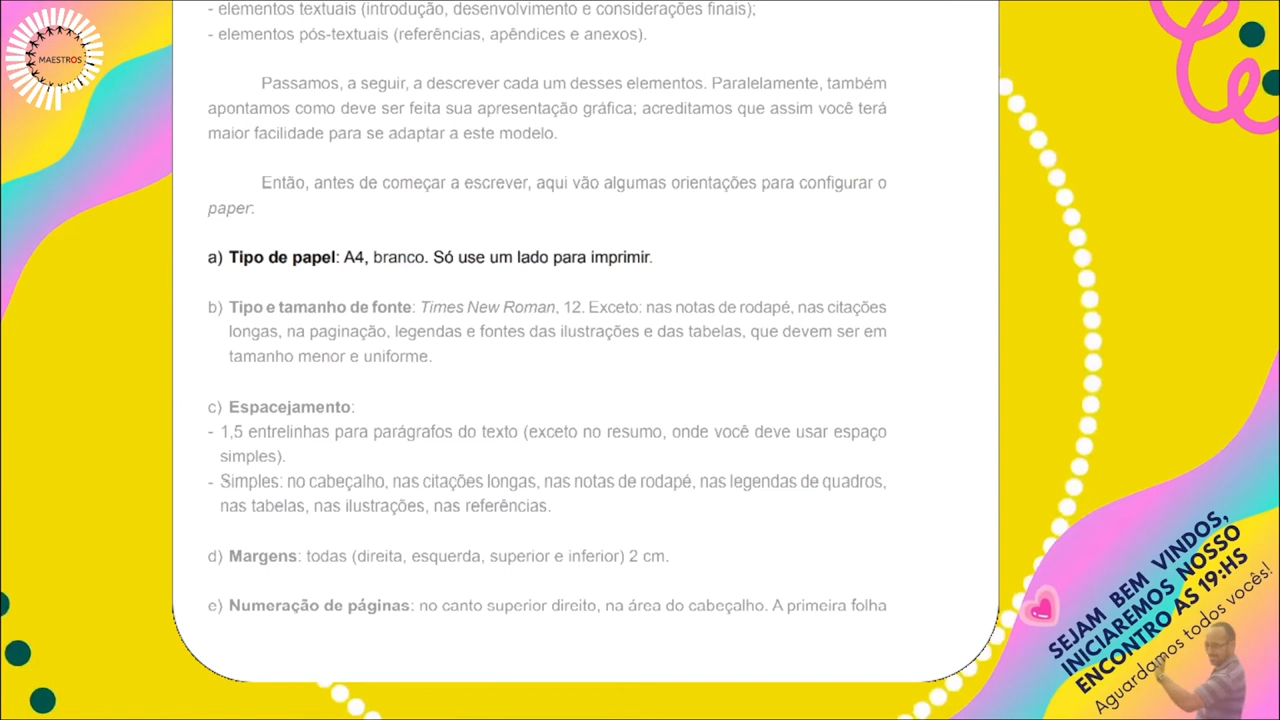 MAESTROS
- elementos textuais (introdução, desenvolvimento e considerações finais);
- elementos pós-textuais (referências, apêndices e anexos).
Passamos, a seguir, a descrever cada um desses elementos. Paralelamente, também
apontamos como deve ser feita sua apresentação gráfica; acreditamos que assim você terá
maior facilidade para se adaptar a este modelo.
Então, antes de começar a escrever, aqui vão algumas orientações para configurar o
paper:
a) Tipo de papel: A4, branco. Só use um lado para imprimir.
b) Tipo e tamanho de fonte: Times New Roman, 12. Exceto: nas notas de rodapé, nas citações
longas, na paginação, legendas e fontes das ilustrações e das tabelas, que devem ser em
tamanho menor e uniforme.
c) Espacejamento:
- 1,5 entrelinhas para parágrafos do texto (exceto no resumo, onde você deve usar espaço
simples).
- Simples: no cabeçalho, nas citações longas, nas notas de rodapé, nas legendas de quadros,
nas tabelas, nas ilustrações, nas referências.
d) Margens: todas (direita, esquerda, superior e inferior) 2 cm.
e) Numeração de páginas: no canto superior direito, na área do cabeçalho. A primeira folha
SEJAM BEM VINDOS,
INICIAREMOS NOSSO
ENCONTRO AS 19:HS
Aguardamos todos vocês!